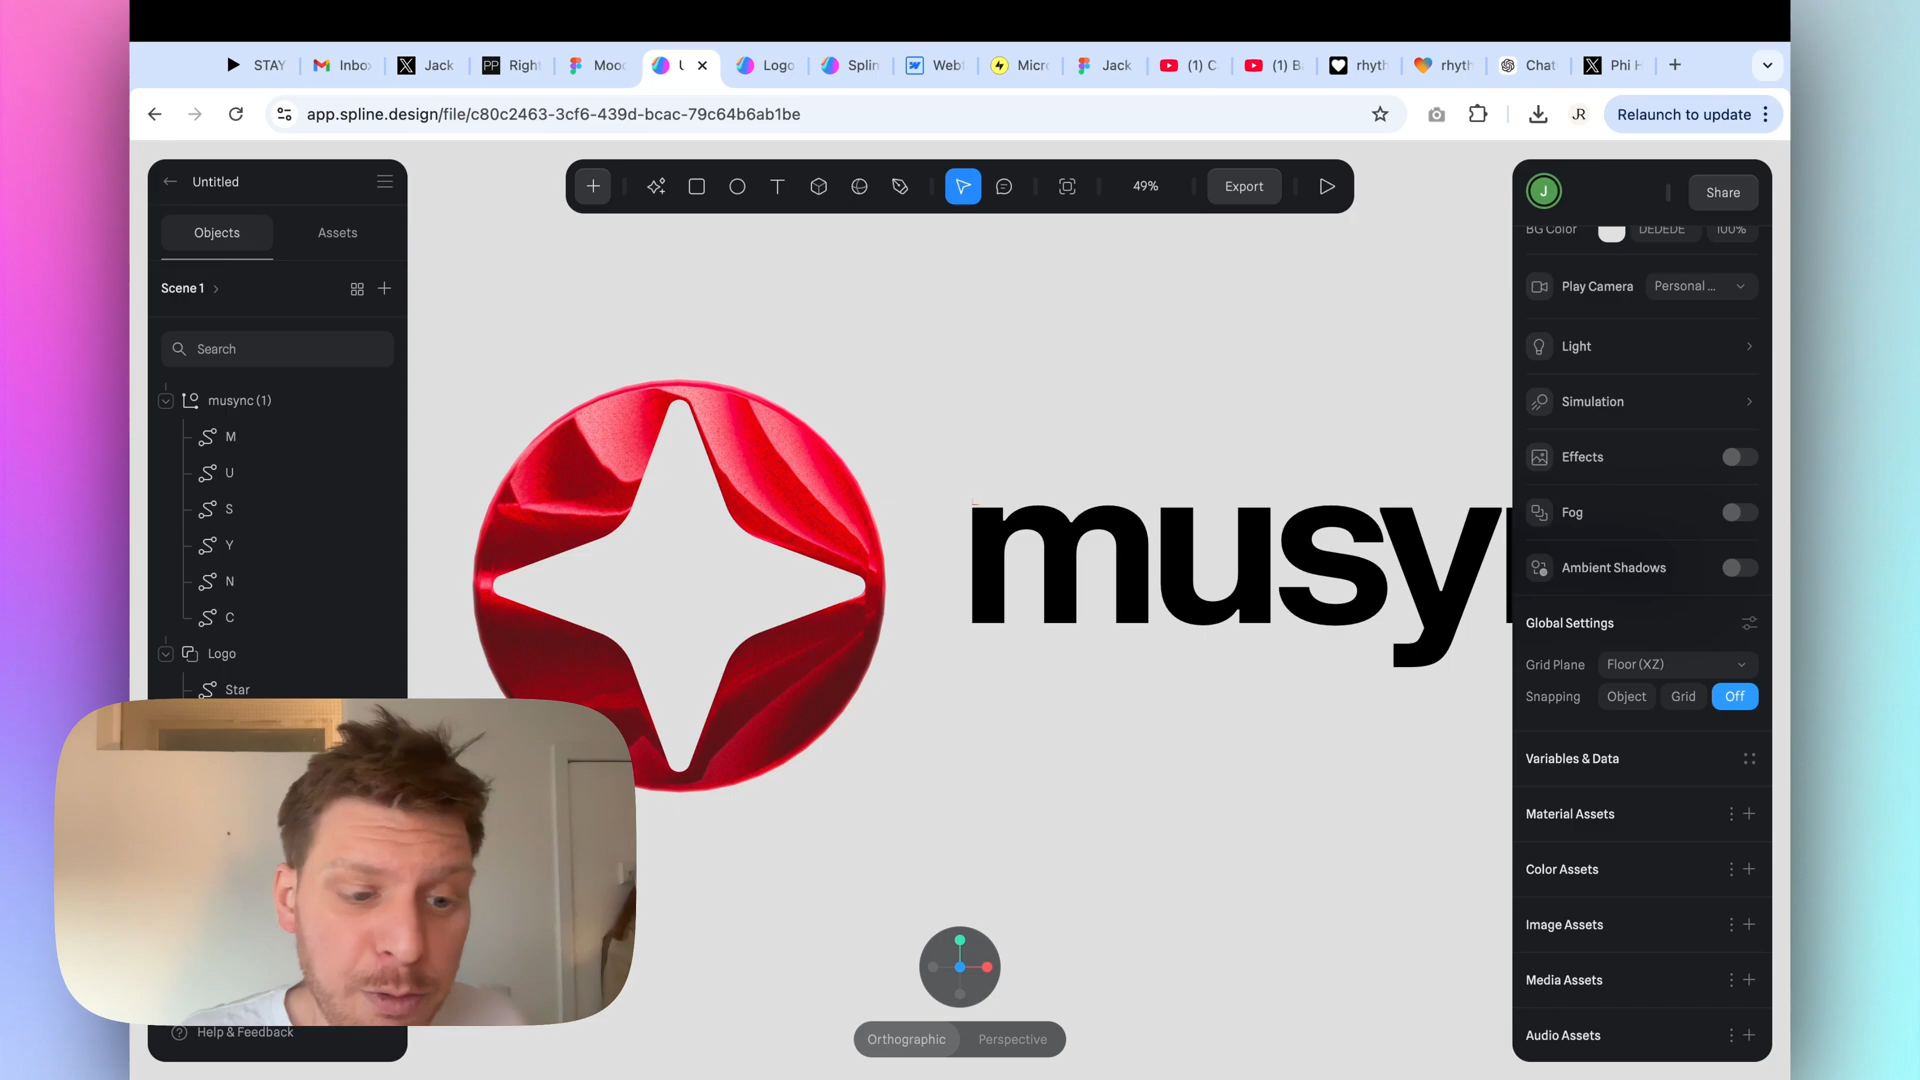 STAY
Inbo
Jack
PP
Right
Moo
Logo
Splin
Web
Micr
Jack
(1) C
(1) B
rhyth
rhyth
Chat
Phi H
app.spline.design/file/c80c2463-3cf6-439d-bcac-79c64b6ab1be
JR
Relaunch to update
Untitled
49%
Export
J
Share
Objects
Assets
BG Color
DEDEDE
100%
Scene 1
Play Camera
Personal ...
Search
Light
musync (1)
Simulation
M
Effects
U
S
Fog
musy
Y
Ambient Shadows
N
C
Global Settings
Logo
Grid Plane
Floor (XZ)
Star
Snapping
Object
Grid
Off
Variables & Data
Material Assets
Color Assets
Image Assets
Media Assets
Help & Feedback
Orthographic
Perspective
Audio Assets